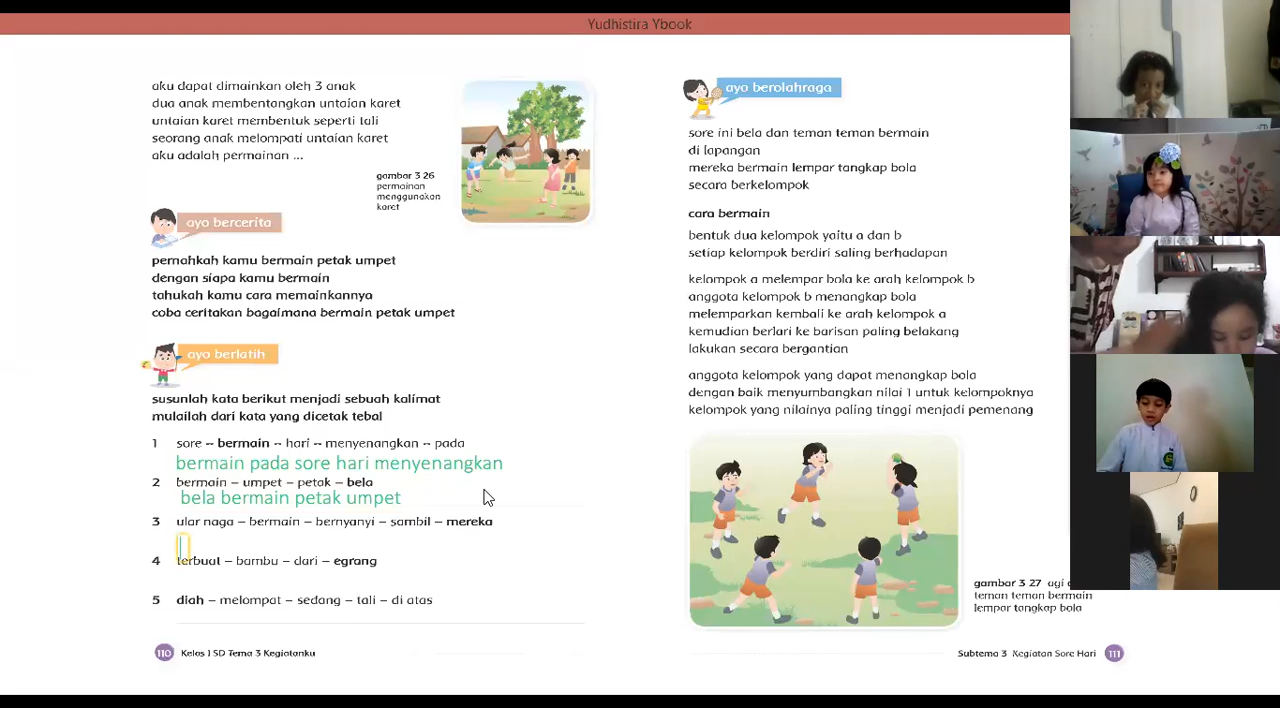 Yudhistira Ybook
aku dapat dimainkan oleh 3 anak
dua anak membentangkan untaian karet
untaian karet membentuk seperti tali
seorang anak melompati untaian karet
aku adalah permainan ...
gambar 3 26
permainan
menggunakan
karet
ayo bercerita
pernahkah kamu bermain petak umpet
dengan siapa kamu bermain
tahukah kamu cara memainkannya
coba ceritakan bagaimana bermain petak umpet
ayo berlatih
susunlah kata berikut menjadi sebuah kalimat
mulailah dari kata yang dicetak tebal
1 sore -- bermain -- hari -- menyenangkan -- pada
bermain pada sore hari menyenangkan
2 bermain – umpet – petak – bela
bela bermain petak umpet
3 ular naga – bermain – bernyanyi – sambil – mereka
4 terbuat – bambu – dari – egrang
5 diah – melompat – sedang – tali – di atas
110 Kelas I SD Tema 3 Kegiatanku
ayo berolahraga
sore ini bela dan teman teman bermain
di lapangan
mereka bermain lempar tangkap bola
secara berkelompok
cara bermain
bentuk dua kelompok yaitu a dan b
setiap kelompok berdiri saling berhadapan
kelompok a melempar bola ke arah kelompok b
anggota kelompok b menangkap bola
melemparkan kembali ke arah kelompok a
kemudian berlari ke barisan paling belakang
lakukan secara bergantian
anggota kelompok yang dapat menangkap bola
dengan baik menyumbangkan nilai 1 untuk kelompoknya
kelompok yang nilainya paling tinggi menjadi pemenang
gambar 3 27 agi
teman teman bermain
lempar tangkap bola
Subtema 3 Kegiatan Sore Hari 111